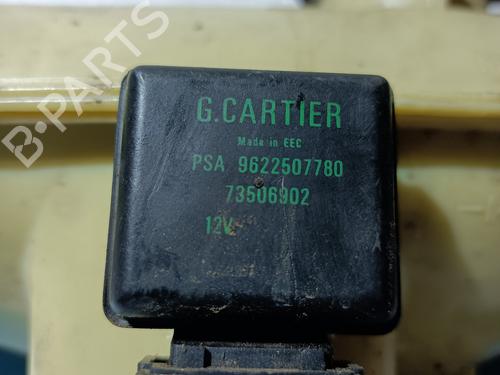 B-PARTS
G.CARTIER
Made in EEC
PSA 9622507780
73506902
12V